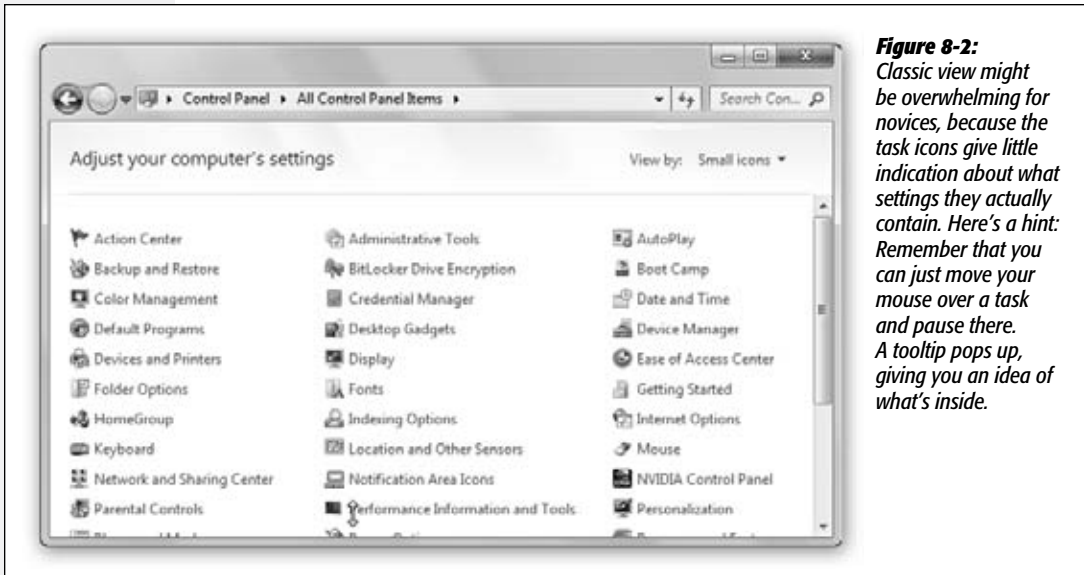 Control Panel ▸ All Control Panel Items ▸
Search Con...
Adjust your computer's settings
View by: Small icons
Action Center
Administrative Tools
AutoPlay
Backup and Restore
BitLocker Drive Encryption
Boot Camp
Color Management
Credential Manager
Date and Time
Default Programs
Desktop Gadgets
Device Manager
Devices and Printers
Display
Ease of Access Center
Folder Options
Fonts
Getting Started
HomeGroup
Indexing Options
Internet Options
Keyboard
Location and Other Sensors
Mouse
Network and Sharing Center
Notification Area Icons
NVIDIA Control Panel
Parental Controls
Performance Information and Tools
Personalization
Figure 8-2:
Classic view might
be overwhelming for
novices, because the
task icons give little
indication about what
settings they actually
contain. Here's a hint:
Remember that you
can just move your
mouse over a task
and pause there.
A tooltip pops up,
giving you an idea of
what's inside.